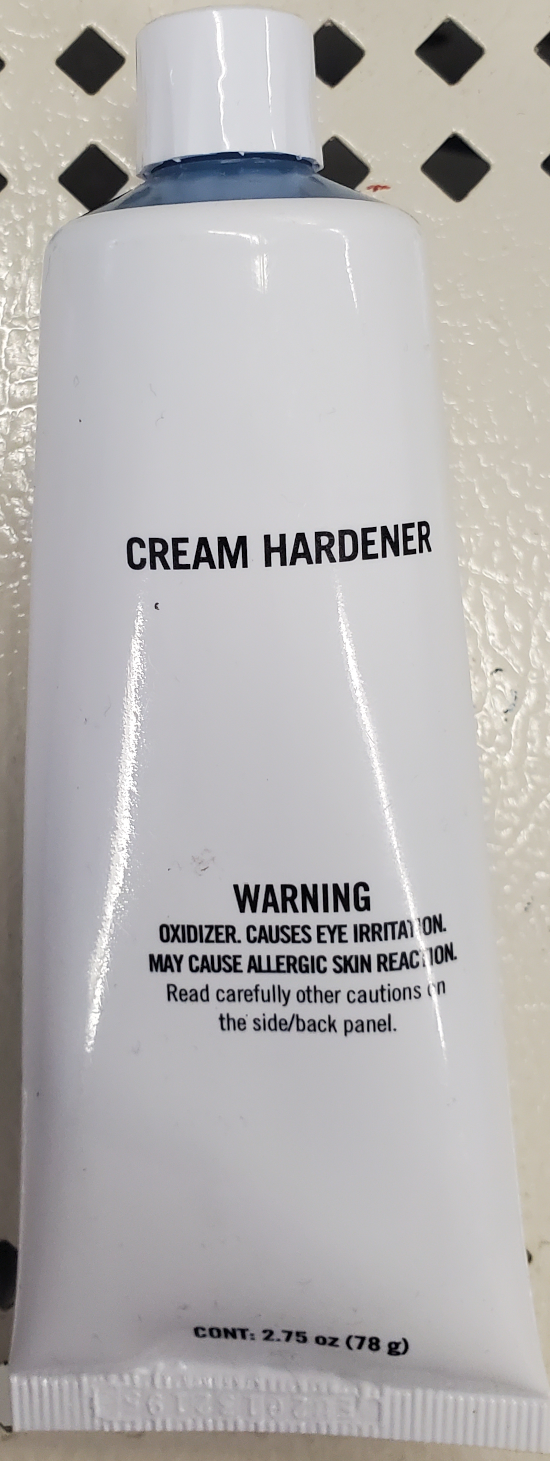 CREAM HARDENER
WARNING
OXIDIZER. CAUSES EYE IRRITATION.
MAY CAUSE ALLERGIC SKIN REACTION.
Read carefully other cautions on
the side/back panel.
CONT: 2.75 oz (78 g)